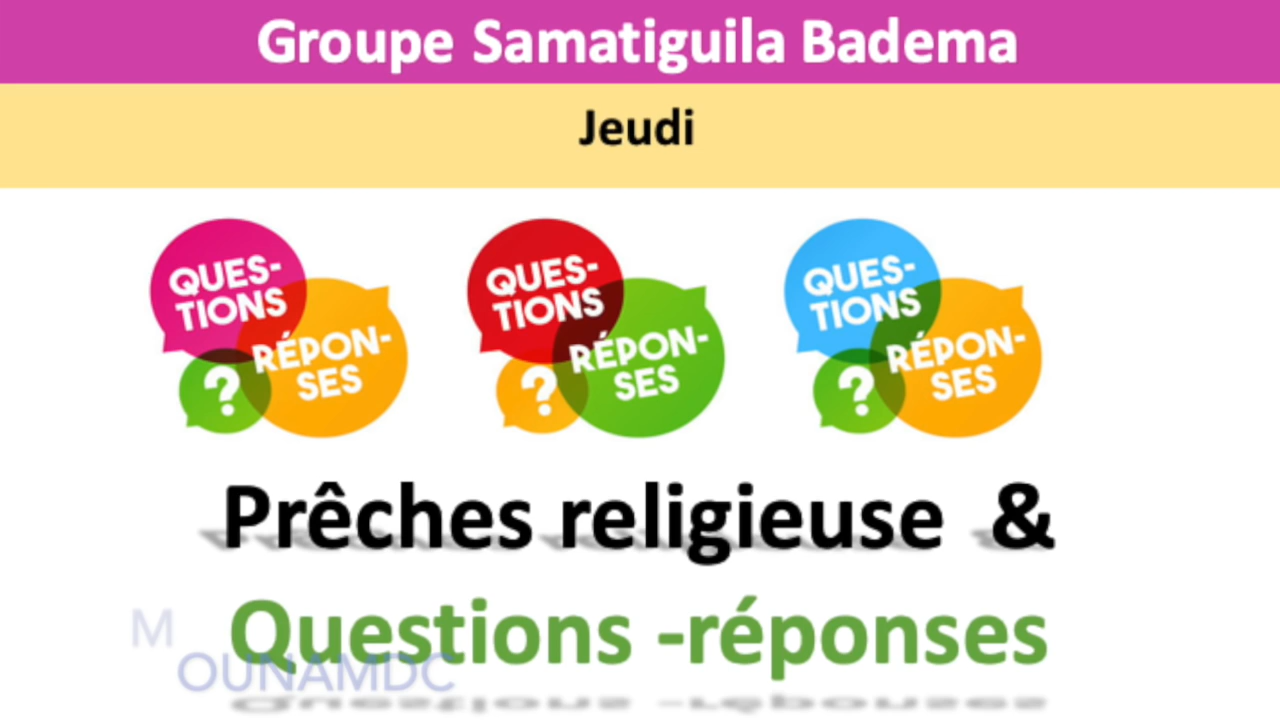 Groupe Samatiguila Badema
Jeudi
QUES-
TIONS
RÉPON-
SES
?
QUES-
TIONS
RÉPON-
SES
?
QUES-
TIONS
RÉPON-
SES
?
Prêches religieuse &
Questions -réponses
M
OUNAMDC